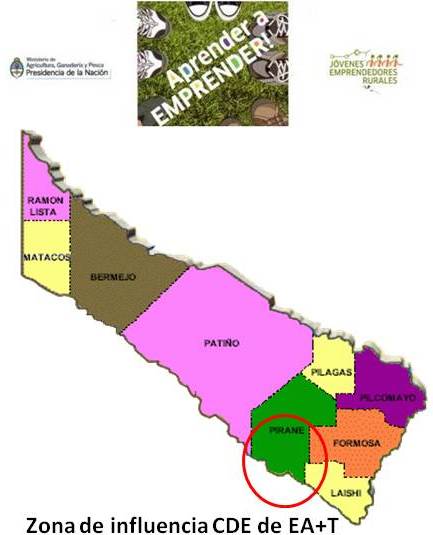 Ministerio de
Agricultura, Ganadería y Pesca
Presidencia de la Nación
Aprender a
EMPRENDER!
JÓVENES
EMPRENDEDORES
RURALES
RAMON
LISTA
MATACOS
BERMEJO
PATIÑO
PILAGAS
PILCOMAYO
PIRANE
FORMOSA
LAISHI
Zona de influencia CDE de EA+T